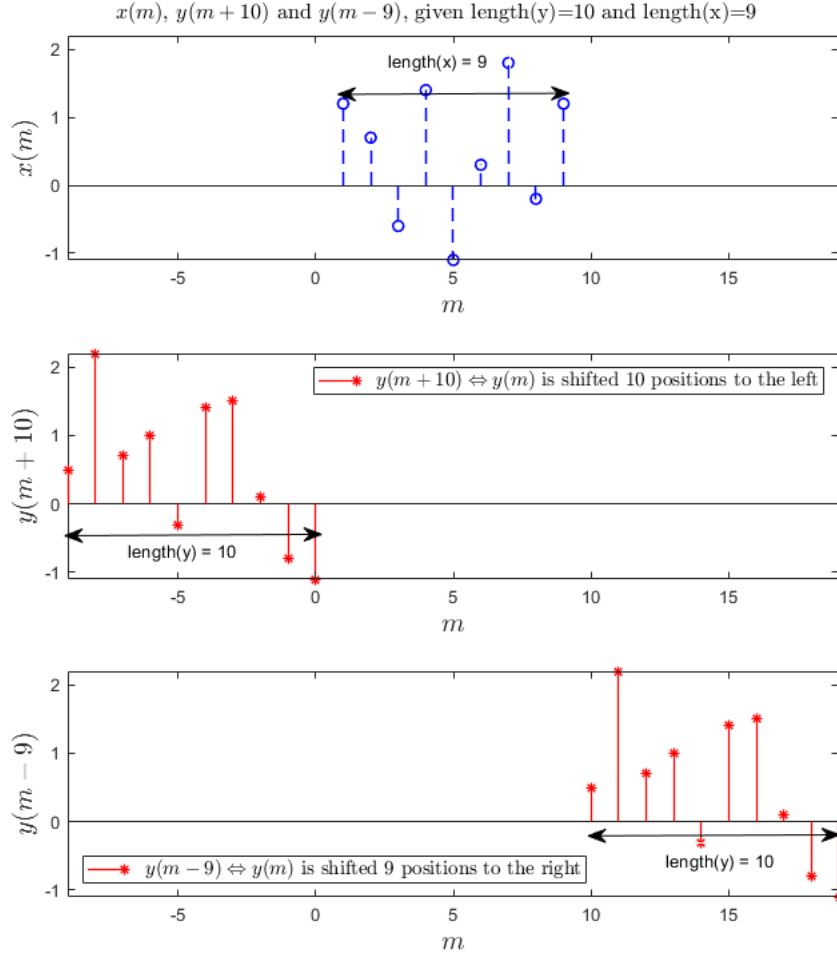 x(m), y(m + 10) and y(m − 9), given length(y)=10 and length(x)=9
2
1
0
-1
x(m)
length(x) = 9
-5
0
5
10
15
m
2
1
0
-1
y(m + 10)
y(m + 10) ⇔ y(m) is shifted 10 positions to the left
length(y) = 10
-5
0
5
10
15
m
2
1
0
-1
y(m − 9)
y(m − 9) ⇔ y(m) is shifted 9 positions to the right
length(y) = 10
-5
0
5
10
15
m